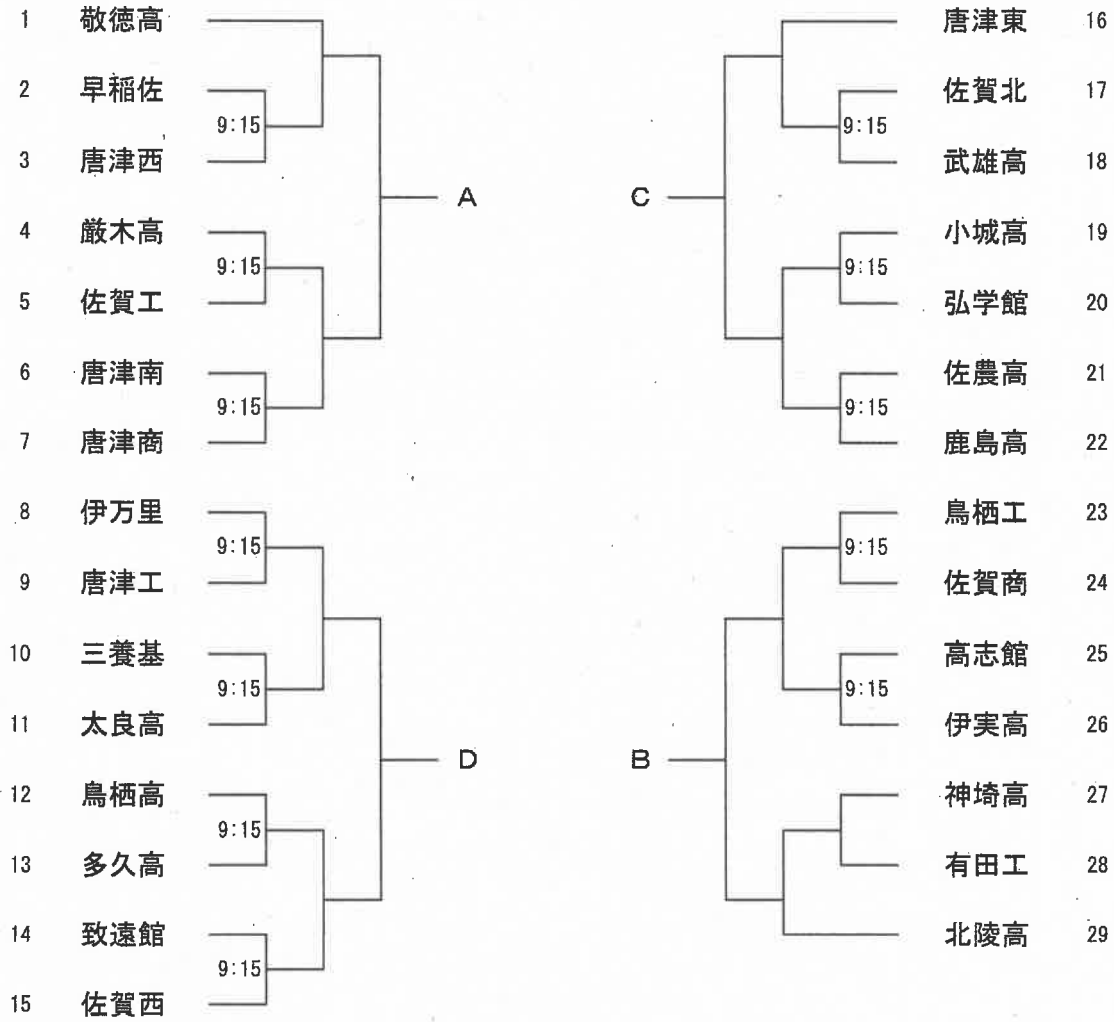 1 敬徳高
2 早稲佐
9:15
3 唐津西
A
4 厳木高
9:15
5 佐賀工
6 唐津南
9:15
7 唐津商
8 伊万里
9:15
9 唐津工
10 三養基
9:15
11 太良高
D
12 鳥栖高
9:15
13 多久高
14 致遠館
9:15
15 佐賀西
唐津東 16
佐賀北 17
9:15
武雄高 18
C
小城高 19
9:15
弘学館 20
佐農高 21
9:15
鹿島高 22
鳥栖工 23
9:15
佐賀商 24
高志館 25
9:15
伊実高 26
B
神埼高 27
有田工 28
北陵高 29